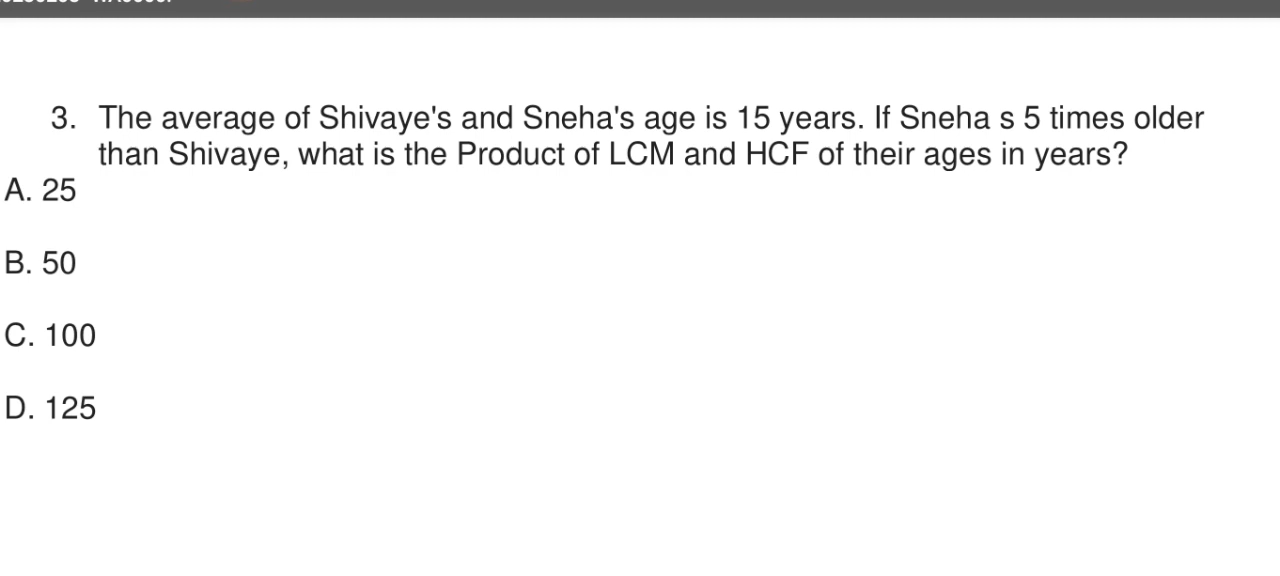 3. The average of Shivaye's and Sneha's age is 15 years. If Sneha s 5 times older
than Shivaye, what is the Product of LCM and HCF of their ages in years?
A. 25
B. 50
C. 100
D. 125